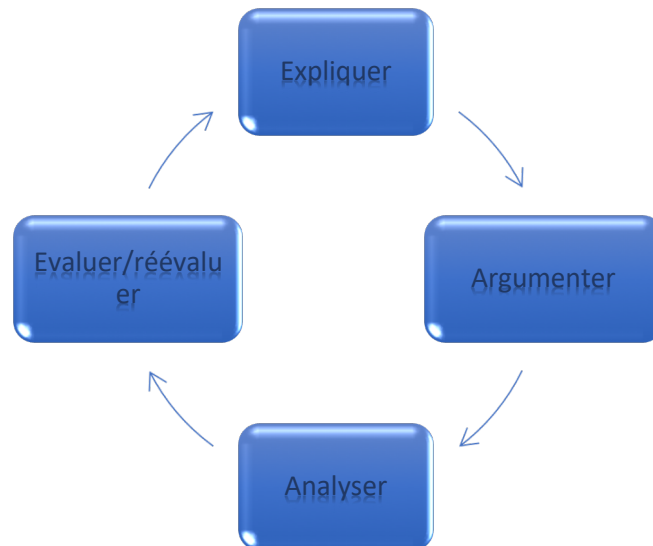 Expliquer
Argumenter
Analyser
Evaluer/réévalu
er